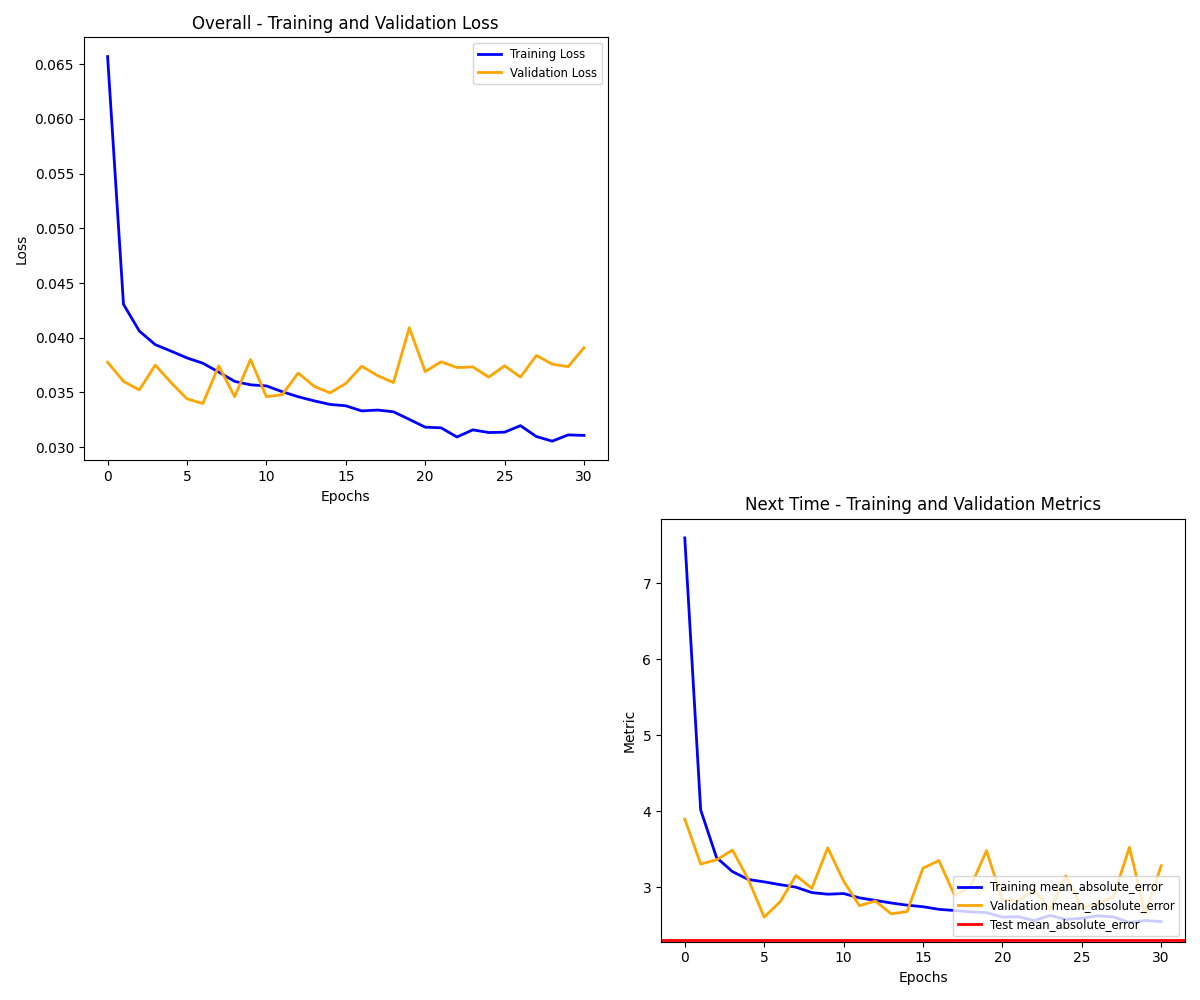 Overall - Training and Validation Loss
Training Loss
Validation Loss
0.065
0.060
0.055
0.050
0.045
0.040
0.035
0.030
Loss
0 5 10 15 20 25 30
Epochs
Next Time - Training and Validation Metrics
7
6
5
4
3
Metric
Training mean_absolute_error
Validation mean_absolute_error
Test mean_absolute_error
0 5 10 15 20 25 30
Epochs